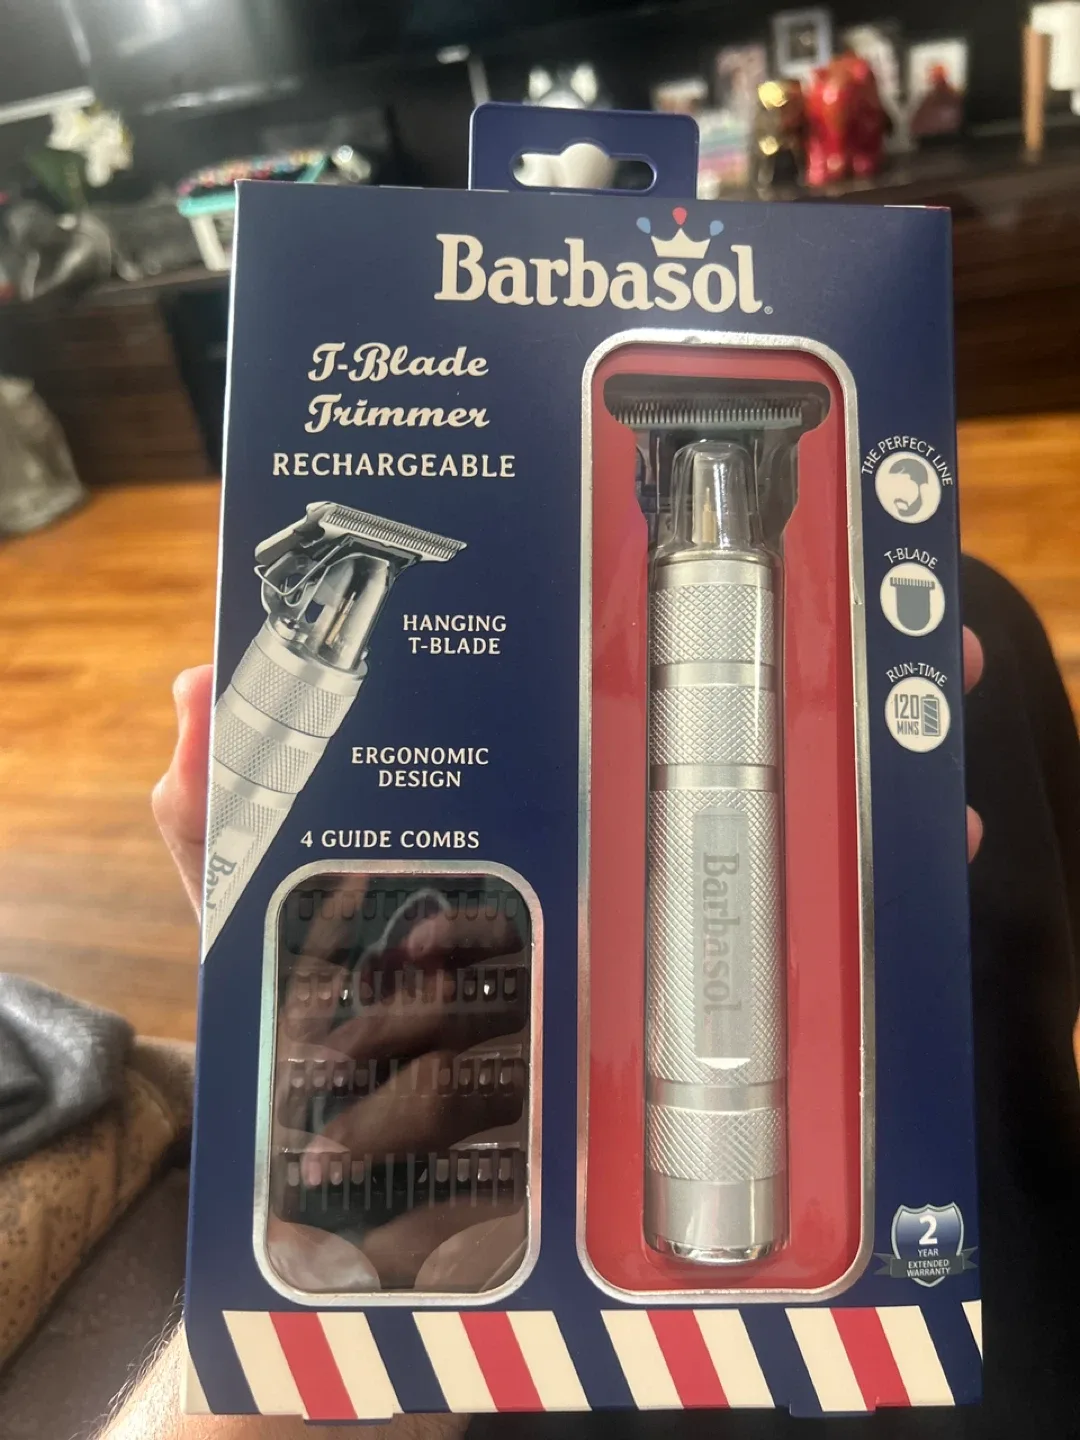 Barbasol®
T-Blade
Trimmer
RECHARGEABLE
HANGING
T-BLADE
ERGONOMIC
DESIGN
4 GUIDE COMBS
Barbasol
THE PERFECT LINE
T-BLADE
RUN-TIME
120
MINS
2
YEAR
EXTENDED
WARRANTY